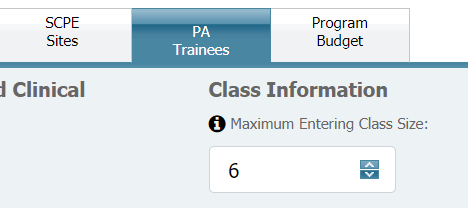 SCPE
Sites
PA
Trainees
Program
Budget
d Clinical
Class Information
Maximum Entering Class Size:
6